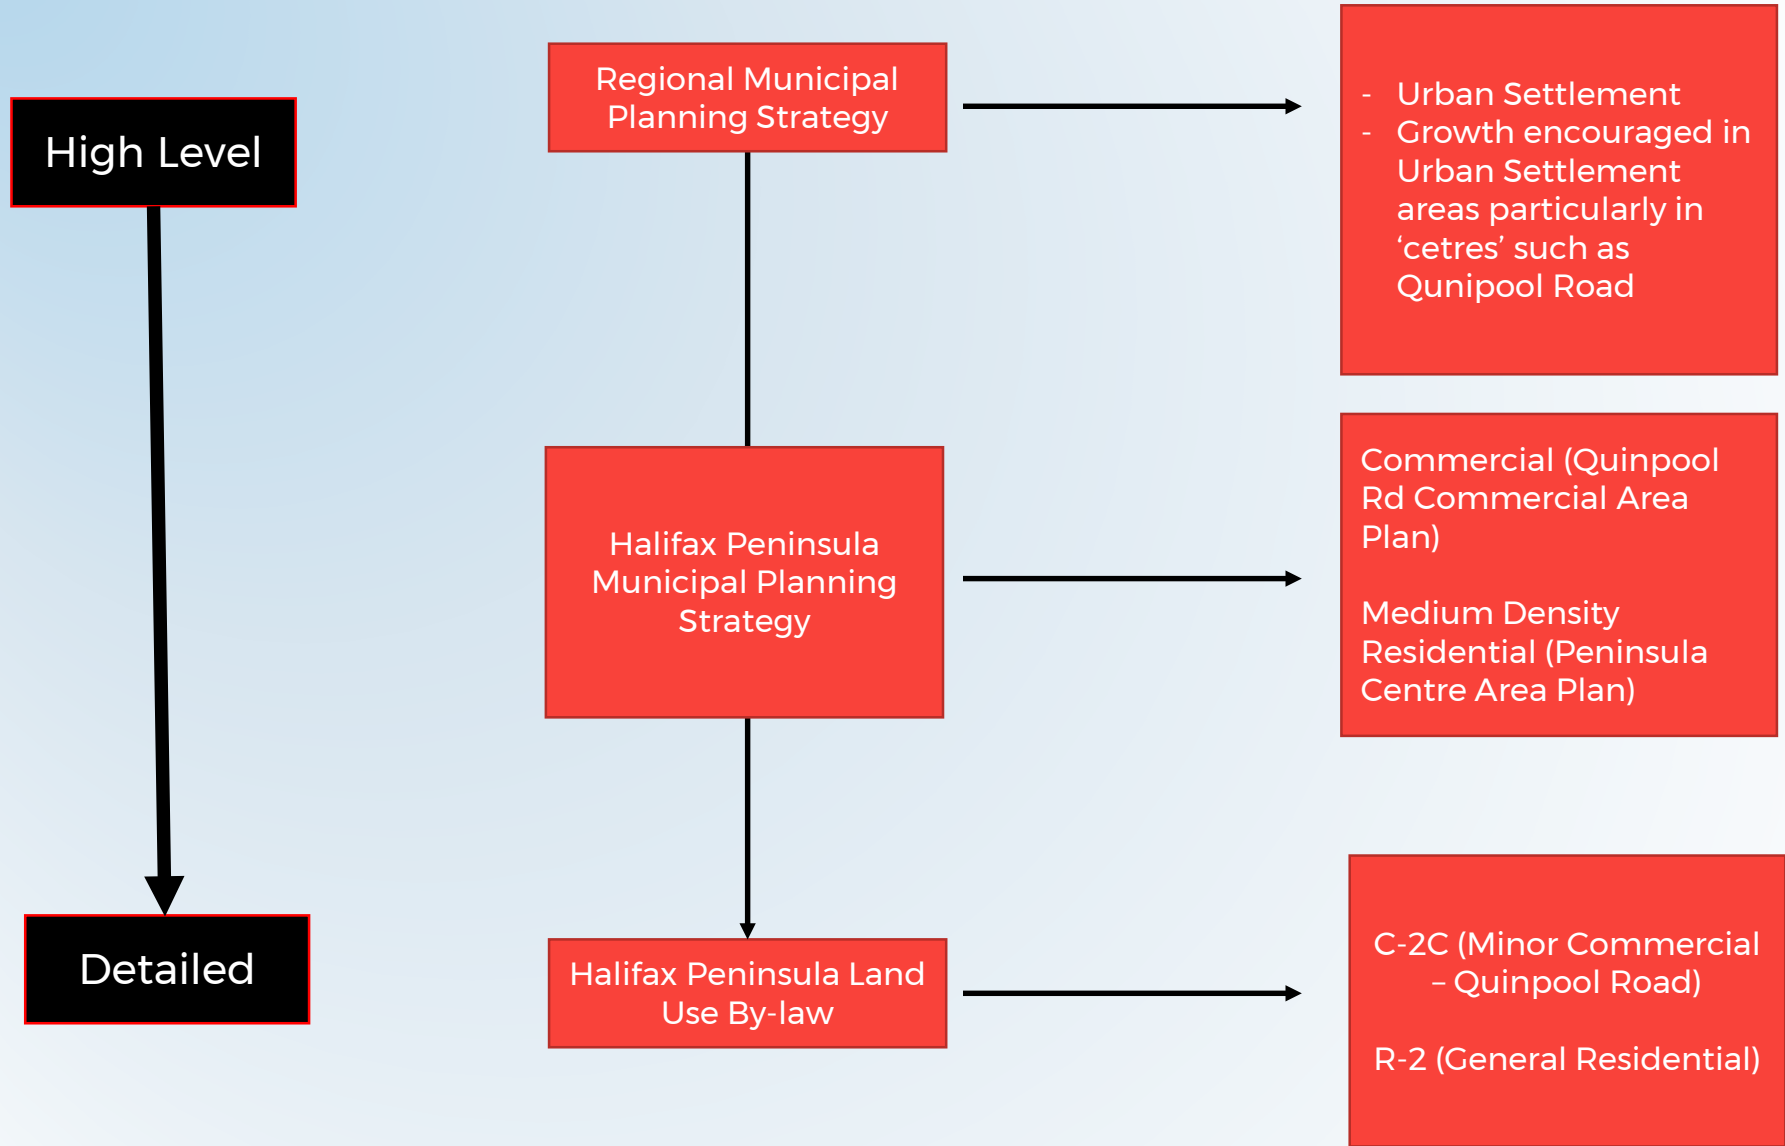 High Level
Regional Municipal
Planning Strategy
- Urban Settlement
- Growth encouraged in
Urban Settlement
areas particularly in
‘cetres’ such as
Qunipool Road
Halifax Peninsula
Municipal Planning
Strategy
Commercial (Quinpool
Rd Commercial Area
Plan)
Medium Density
Residential (Peninsula
Centre Area Plan)
Detailed
Halifax Peninsula Land
Use By-law
C-2C (Minor Commercial
– Quinpool Road)
R-2 (General Residential)